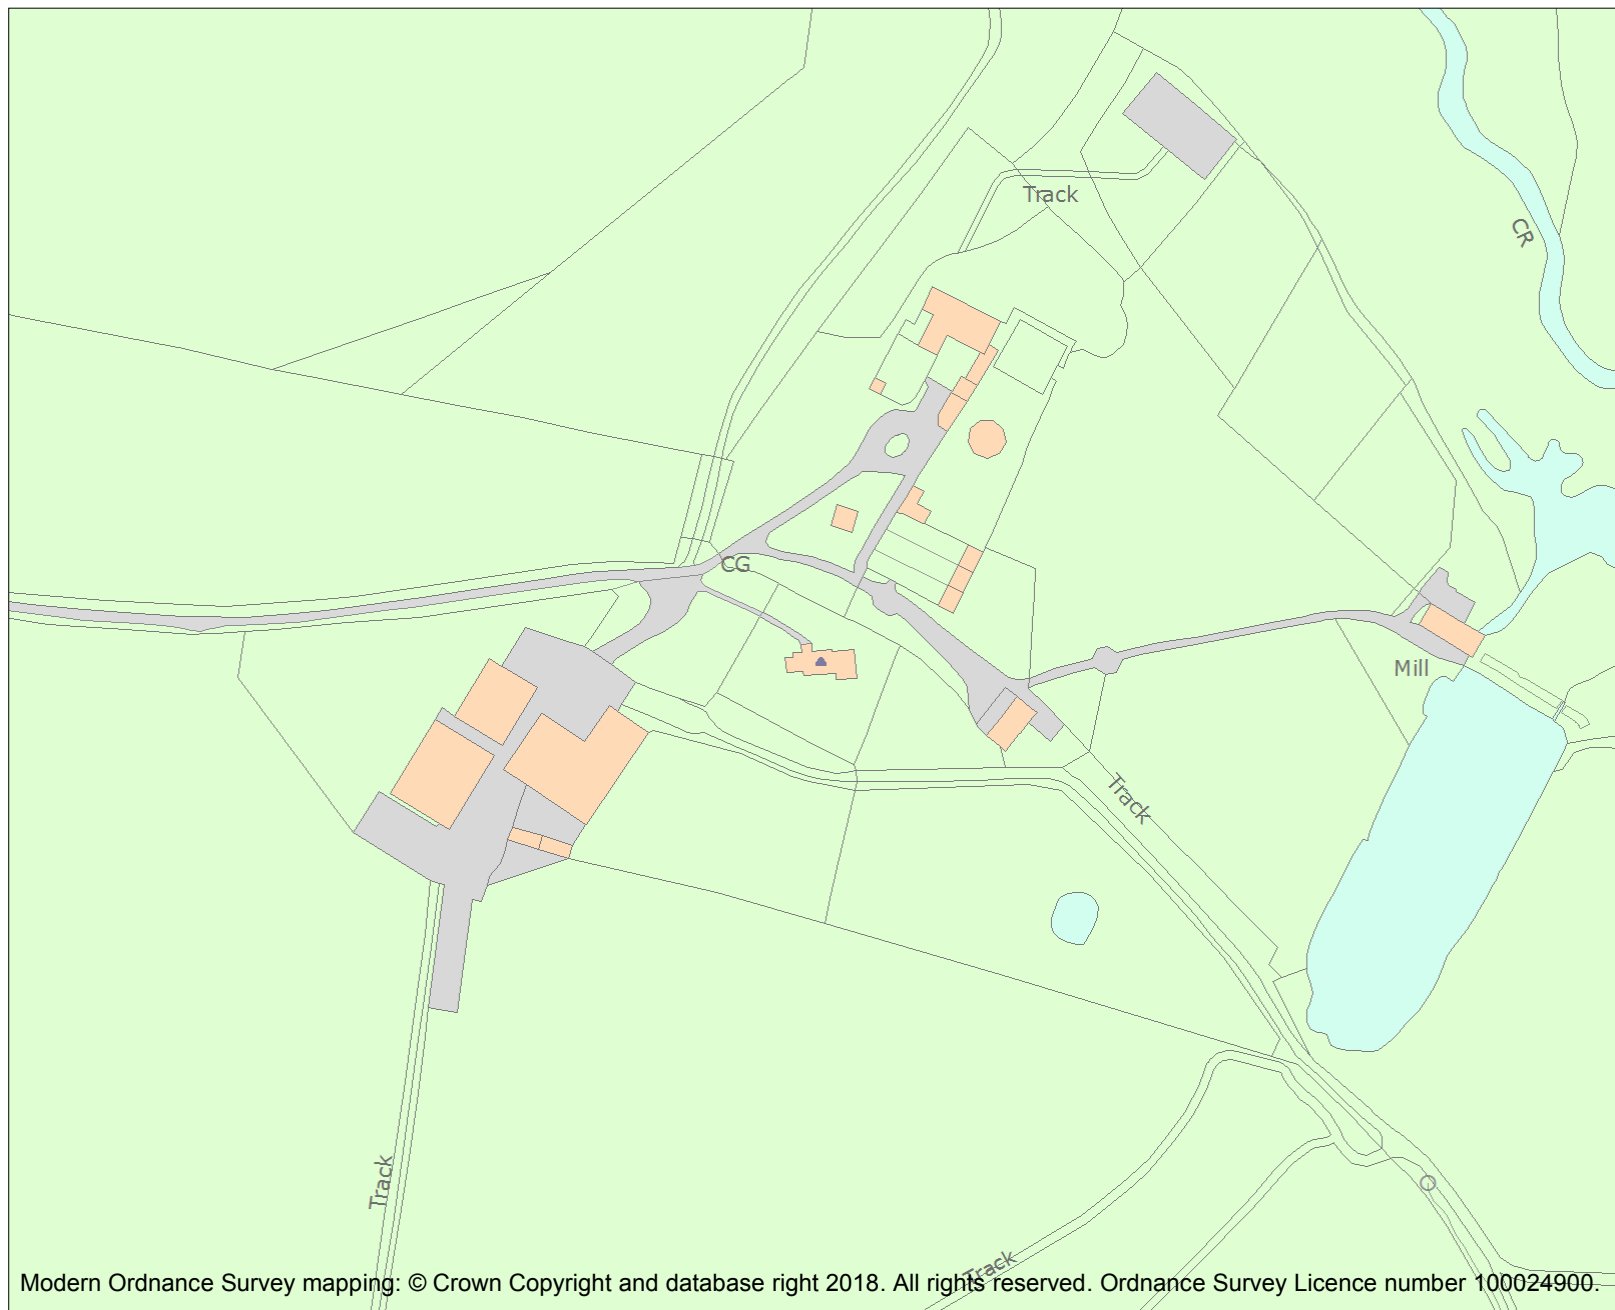 Track
CR
CG
Mill
Track
Track
Track
Modern Ordnance Survey mapping: © Crown Copyright and database right 2018. All rights reserved. Ordnance Survey Licence number 100024900.